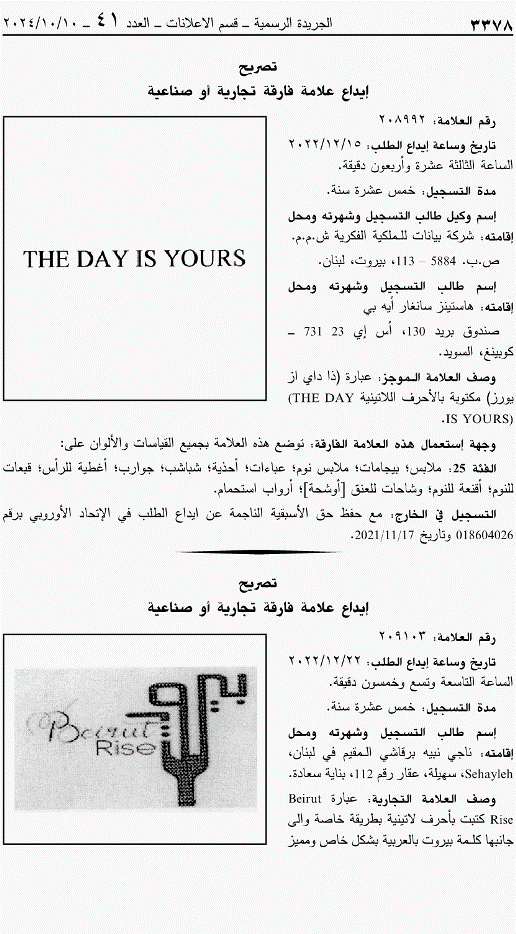 ٣٣٧٨
الجريدة الرسمية ــ قسم الاعلانات ــ العدد ٤١ ــ ٢٠٢٤/١٠/١٠
تصريح
إيداع علامة فارقة تجارية أو صناعية
THE DAY IS YOURS
رقم العلامة: ٢٠٨٩٩٢
تاريخ وساعة إيداع الطلب: ٢٠٢٢/١٢/١٥
الساعة الثالثة عشرة وأربعون دقيقة.
مدة التسجيل: خمس عشرة سنة.
إسم وكيل طالب التسجيل وشهرته ومحل
إقامته: شركة بيانات للملكية الفكرية ش.م.م.
ص.ب. 5884 – 113، بيروت، لبنان.
إسم طالب التسجيل وشهرته ومحل
إقامته: هاستينز سانغار أيه بي
صندوق بريد 130، أس إي 23 731 ــ
كوبينغ، السويد.
وصف العلامة الموجز: عبارة (ذا داي از
يورز) مكتوبة بالأحرف اللاتينية (THE DAY
IS YOURS).
وجهة إستعمال هذه العلامة الفارقة: توضع هذه العلامة بجميع القياسات والألوان على:
الفئة 25: ملابس؛ بيجامات؛ ملابس نوم؛ عباءات؛ أحذية؛ شباشب؛ جوارب؛ أغطية للرأس؛ قبعات
للنوم؛ أقنعة للنوم؛ وشاحات للعنق [أوشحة]؛ أرواب استحمام.
التسجيل في الخارج: مع حفظ حق الأسبقية الناجمة عن ايداع الطلب في الإتحاد الأوروبي برقم
018604026 وتاريخ 2021/11/17.
تصريح
إيداع علامة فارقة تجارية أو صناعية
Beirut
Rise
بيروت
رقم العلامة: ٢٠٩١٠٣
تاريخ وساعة إيداع الطلب: ٢٠٢٢/١٢/٢٢
الساعة التاسعة وتسع وخمسون دقيقة.
مدة التسجيل: خمس عشرة سنة.
إسم طالب التسجيل وشهرته ومحل
إقامته: ناجي نبيه برقاشي المقيم في لبنان،
Sehayleh، سهيلة، عقار رقم 112، بناية سعادة.
وصف العلامة التجارية: عبارة Beirut
Rise كتبت بأحرف لاتينية بطريقة خاصة والى
جانبها كلمة بيروت بالعربية بشكل خاص ومميز